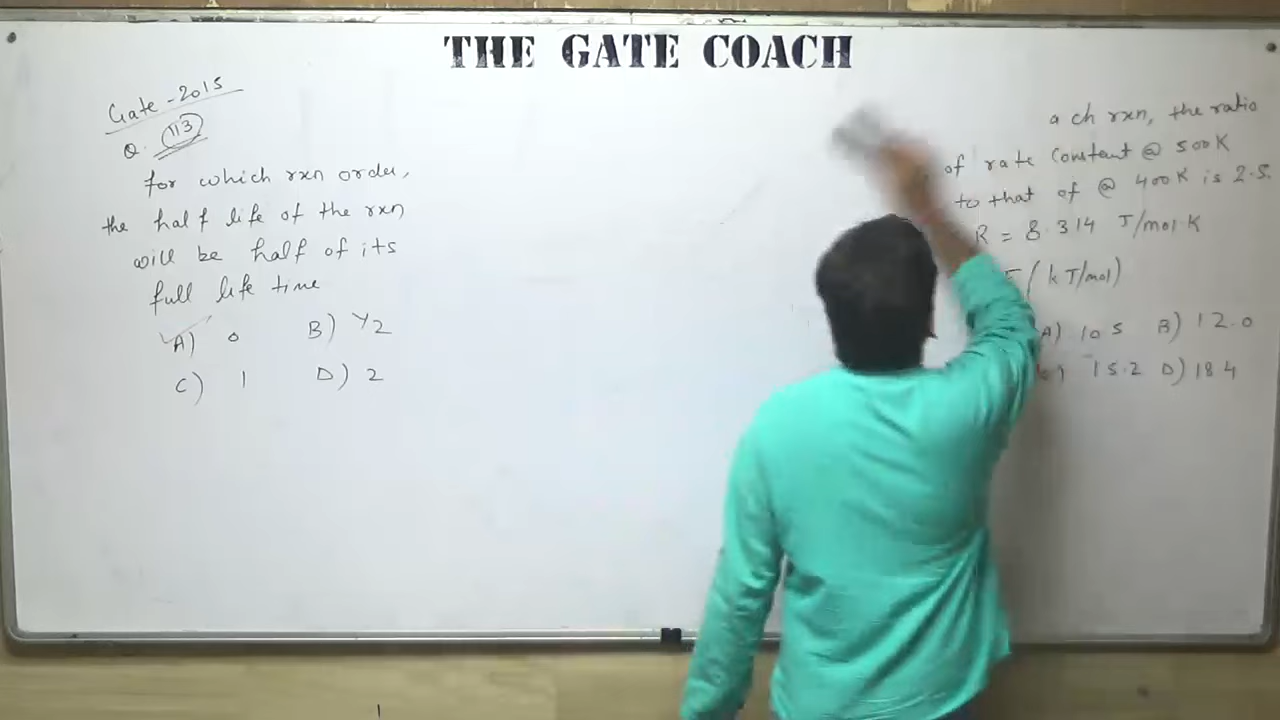 THE GATE COACH
Gate - 2015
Q. 113
for which rxn order,
the half life of the rxn
will be half of its
full life time
A) 0 B) 1/2
C) 1 D) 2
a ch rxn, the ratio
of rate constant @ 500K
to that of @ 400K is 2.5.
R = 8.314 J/mol.K
(kJ/mol)
A) 10.5 B) 12.0
15.2 D) 18.4